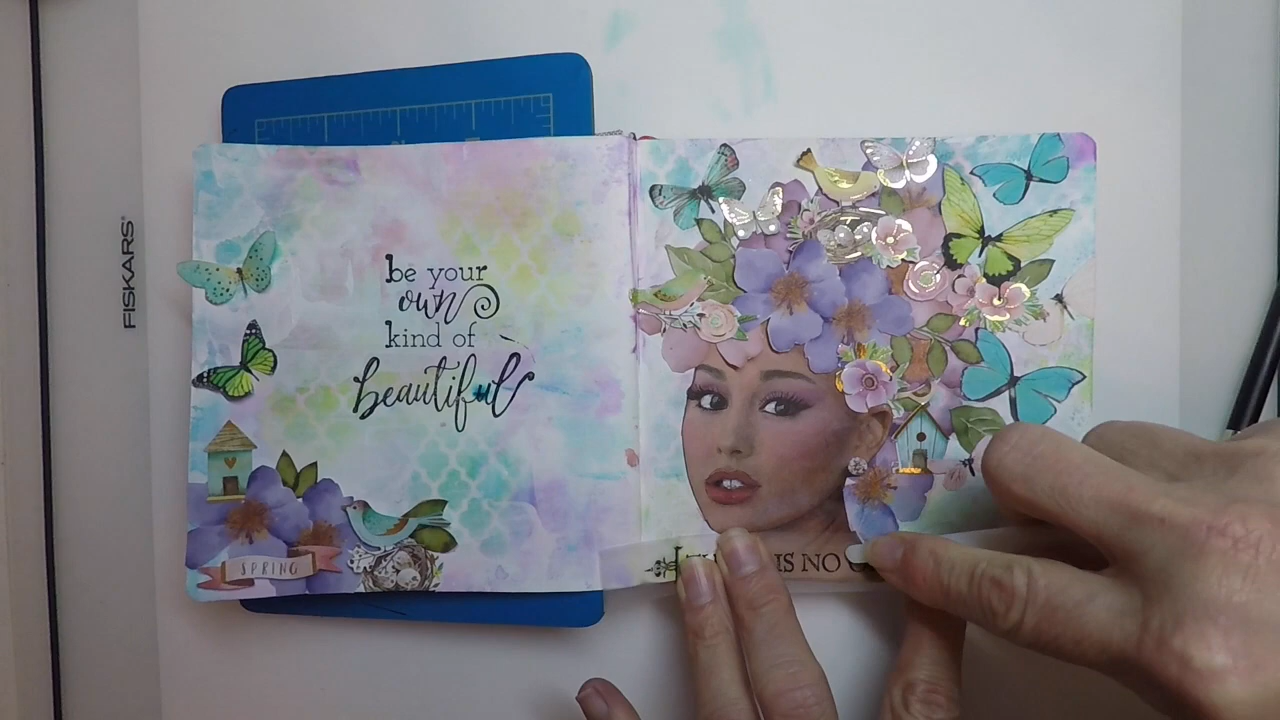 FISKARS®
be your
own
kind of
beautiful
SPRING
IS NO